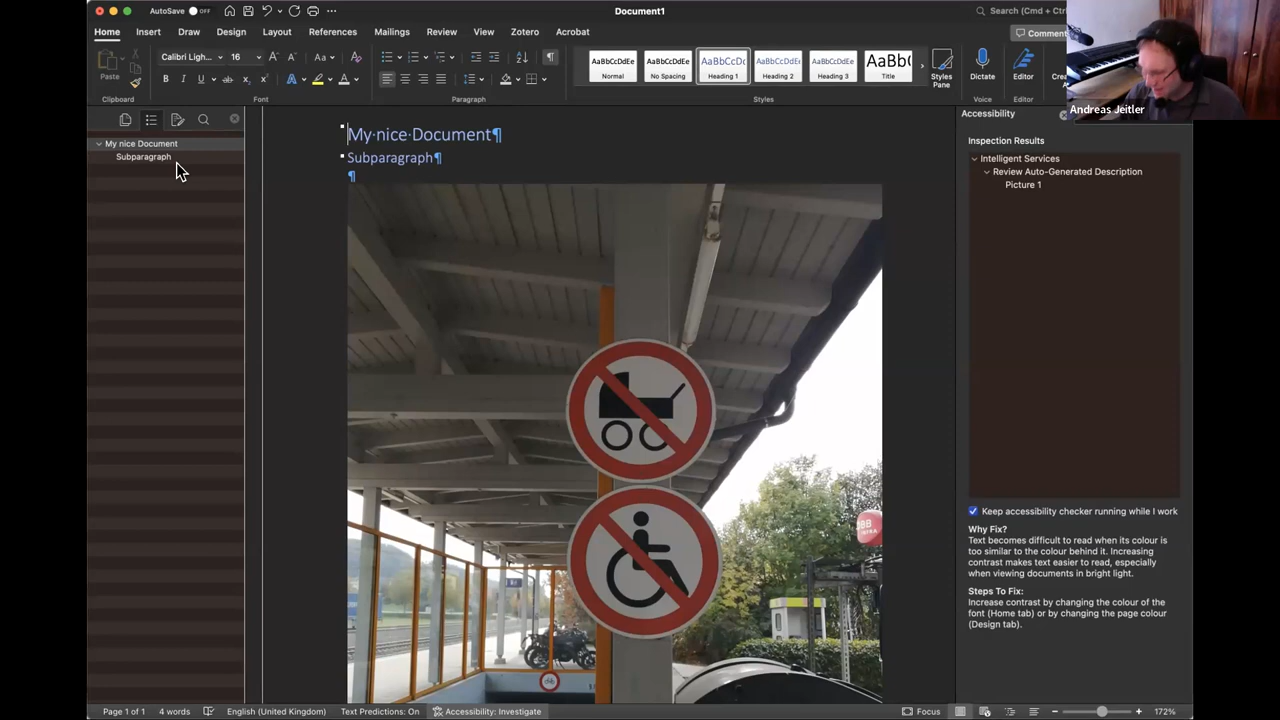 AutoSave OFF
Document1
Search (Cmd + Ctrl
Home Insert Draw Design Layout References Mailings Review View Zotero Acrobat
Comment
Paste
Calibri Ligh... 16
AaBbCcDdEe
Normal
AaBbCcDdEe
No Spacing
AaBbCcDc
Heading 1
AaBbCcDdEe
Heading 2
AaBbCcDdEe
Heading 3
AaBb
Title
Styles
Pane
Dictate
Editor
Clipboard
Font
Paragraph
Styles
Voice
Editor
Andreas Jeitler
My nice Document
Subparagraph
My·nice·Document¶
Subparagraph¶
¶
Accessibility
Inspection Results
Intelligent Services
Review Auto-Generated Description
Picture 1
Keep accessibility checker running while I work
Why Fix?
Text becomes difficult to read when its colour is
too similar to the colour behind it. Increasing
contrast makes text easier to read, especially
when viewing documents in bright light.
Steps To Fix:
Increase contrast by changing the colour of the
font (Home tab) or by changing the page colour
(Design tab).
Page 1 of 1 4 words English (United Kingdom) Text Predictions: On Accessibility: Investigate Focus 172%